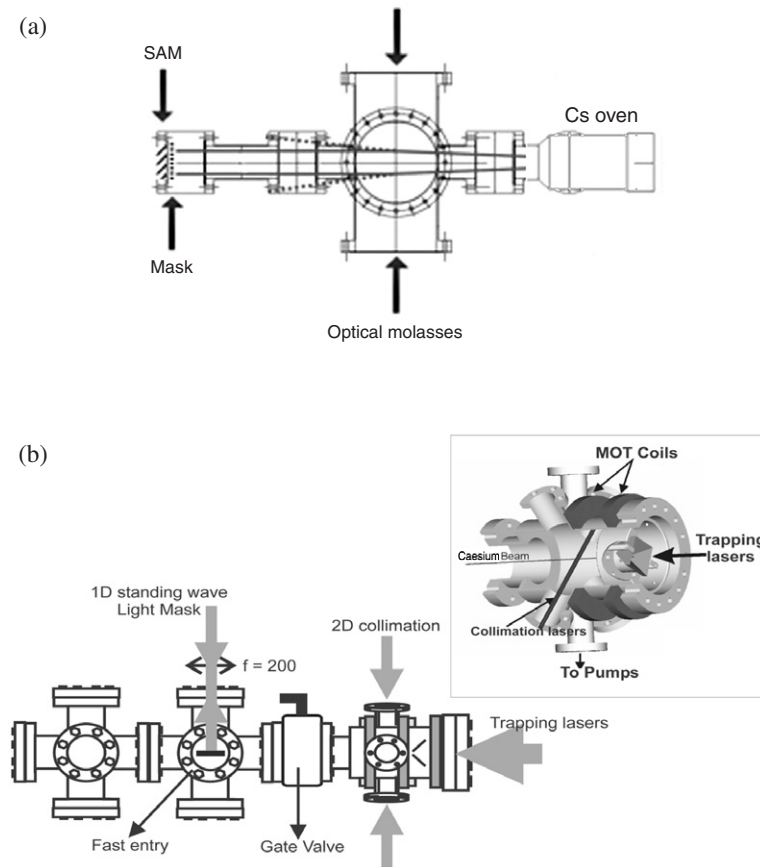 (a)
SAM
Cs oven
Mask
Optical molasses
(b)
MOT Coils
Trapping
lasers
Caesium Beam
Collimation lasers
To Pumps
1D standing wave
Light Mask
2D collimation
f = 200
Trapping lasers
Fast entry
Gate Valve